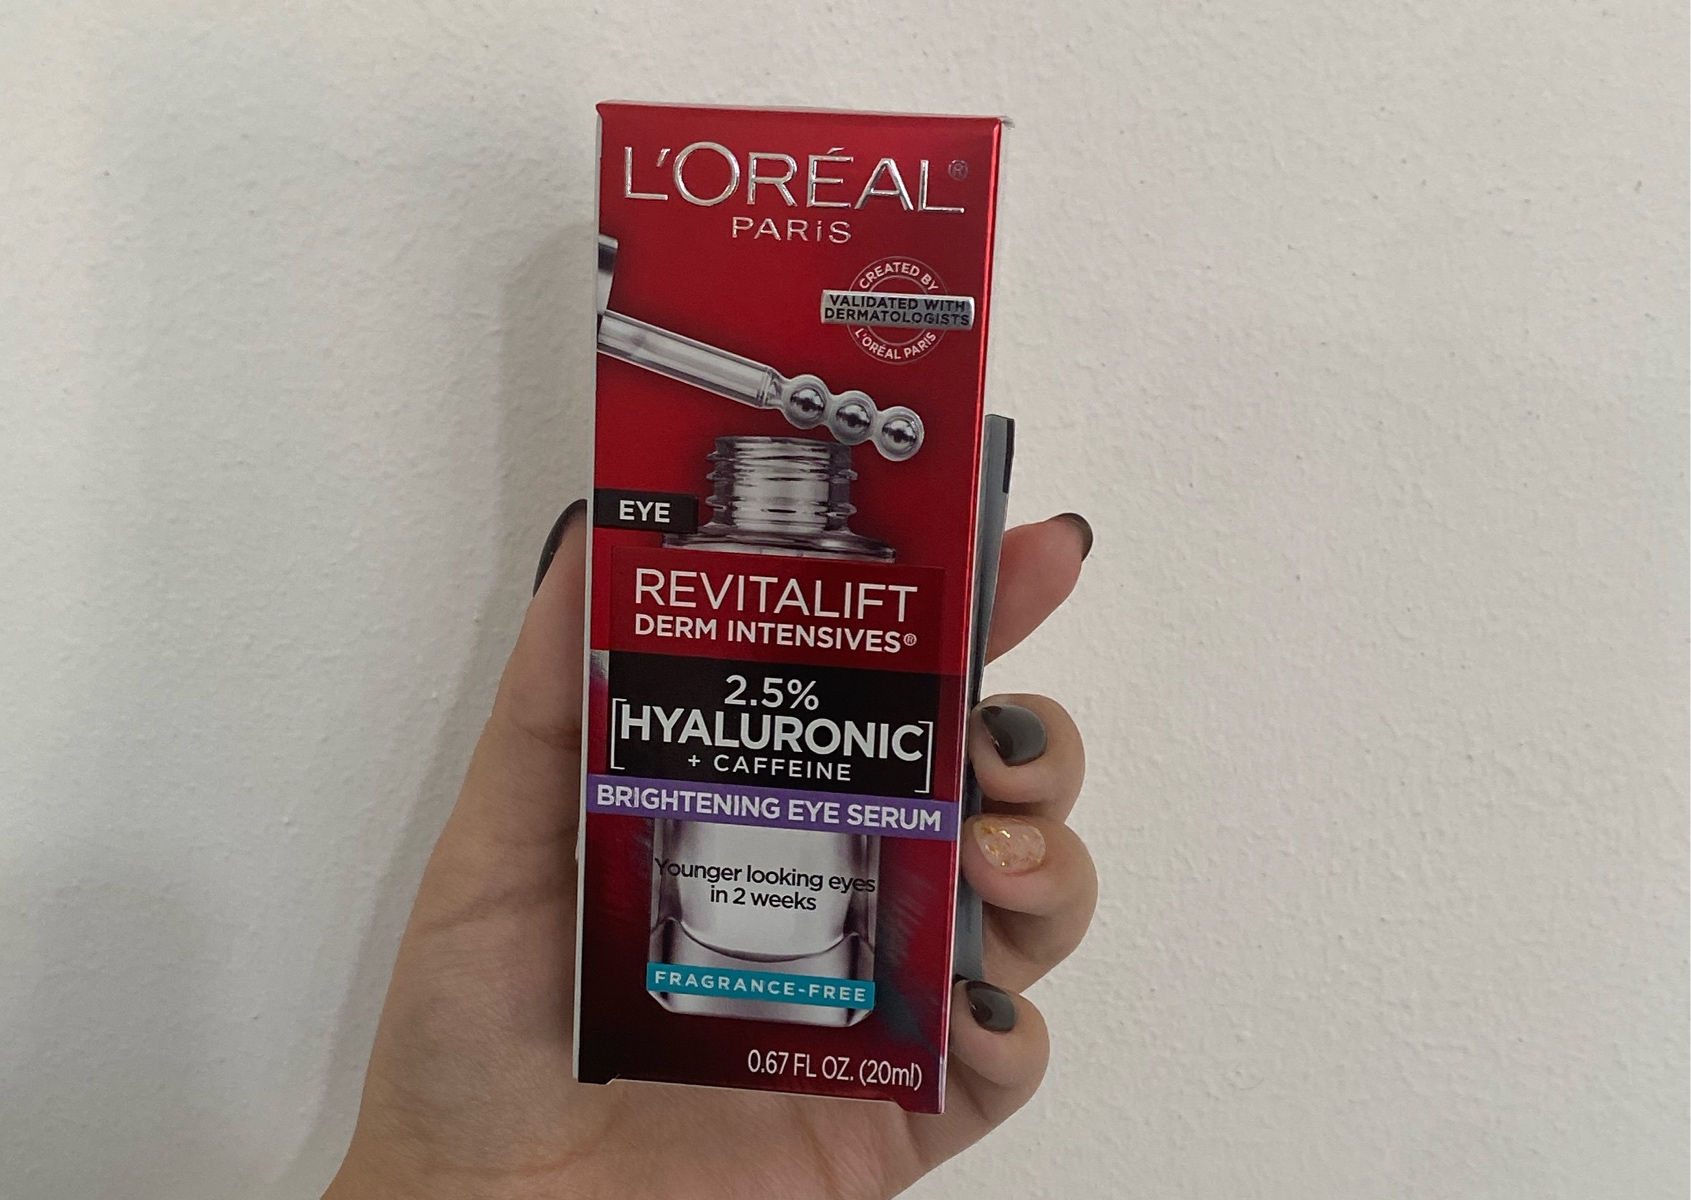 L'ORÉAL®
PARiS
CREATED BY
VALIDATED WITH
DERMATOLOGISTS
L'ORÉAL PARIS
EYE
REVITALIFT
DERM INTENSIVES®
2.5%
[HYALURONIC]
+ CAFFEINE
BRIGHTENING EYE SERUM
Younger looking eyes
in 2 weeks
FRAGRANCE-FREE
0.67 FL OZ. (20ml)